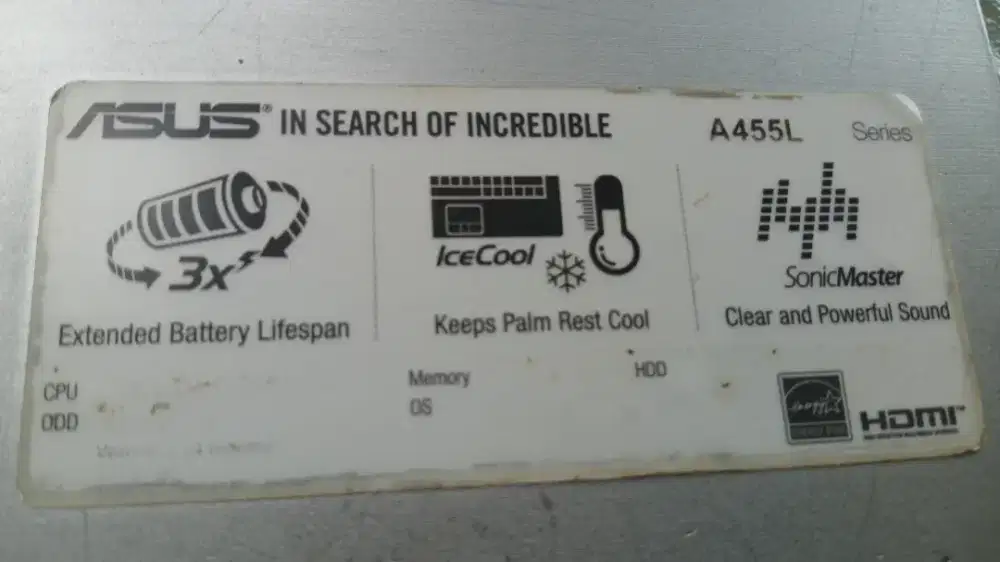 ASUS® IN SEARCH OF INCREDIBLE
A455L Series
3x
Extended Battery Lifespan
IceCool
Keeps Palm Rest Cool
SonicMaster
Clear and Powerful Sound
CPU
ODD
Memory
OS
HDD
HDMI™